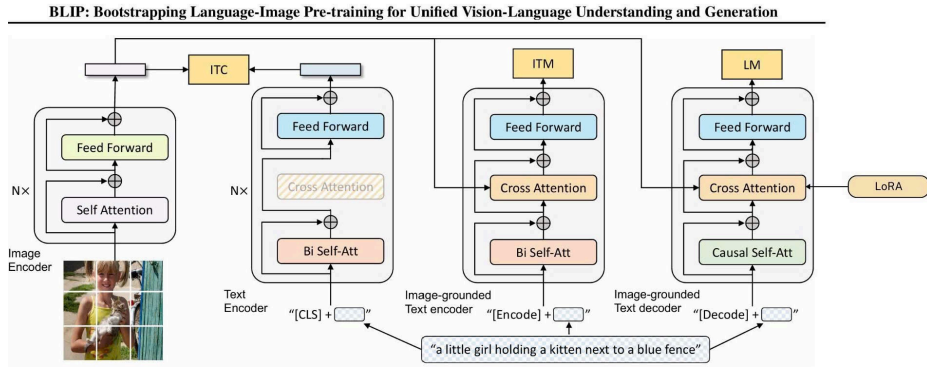 BLIP: Bootstrapping Language-Image Pre-training for Unified Vision-Language Understanding and Generation
ITC
ITM
LM
Feed Forward
Feed Forward
Feed Forward
Feed Forward
N×
N×
Cross Attention
Cross Attention
Cross Attention
LoRA
Self Attention
Bi Self-Att
Bi Self-Att
Causal Self-Att
Image
Encoder
Text
Encoder
Image-grounded
Text encoder
Image-grounded
Text decoder
“[CLS] + ”
“[Encode] + ”
“[Decode] + ”
“a little girl holding a kitten next to a blue fence”